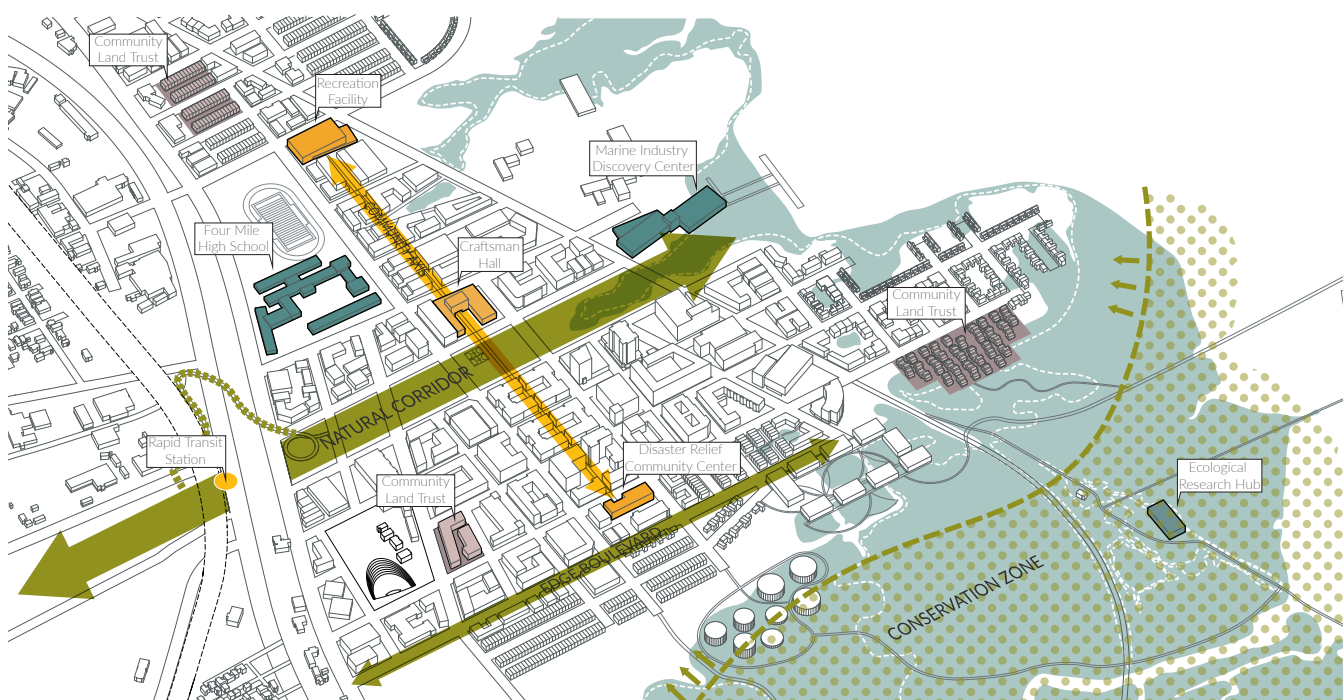 Community
Land Trust
Recreation
Facility
Marine Industry
Discovery Center
Four Mile
High School
COMMUNITY AXIS
Craftsman
Hall
Community
Land Trust
NATURAL CORRIDOR
Rapid Transit
Station
Disaster Relief
Community Center
Community
Land Trust
Ecological
Research Hub
EDGE BOULEVARD
CONSERVATION ZONE